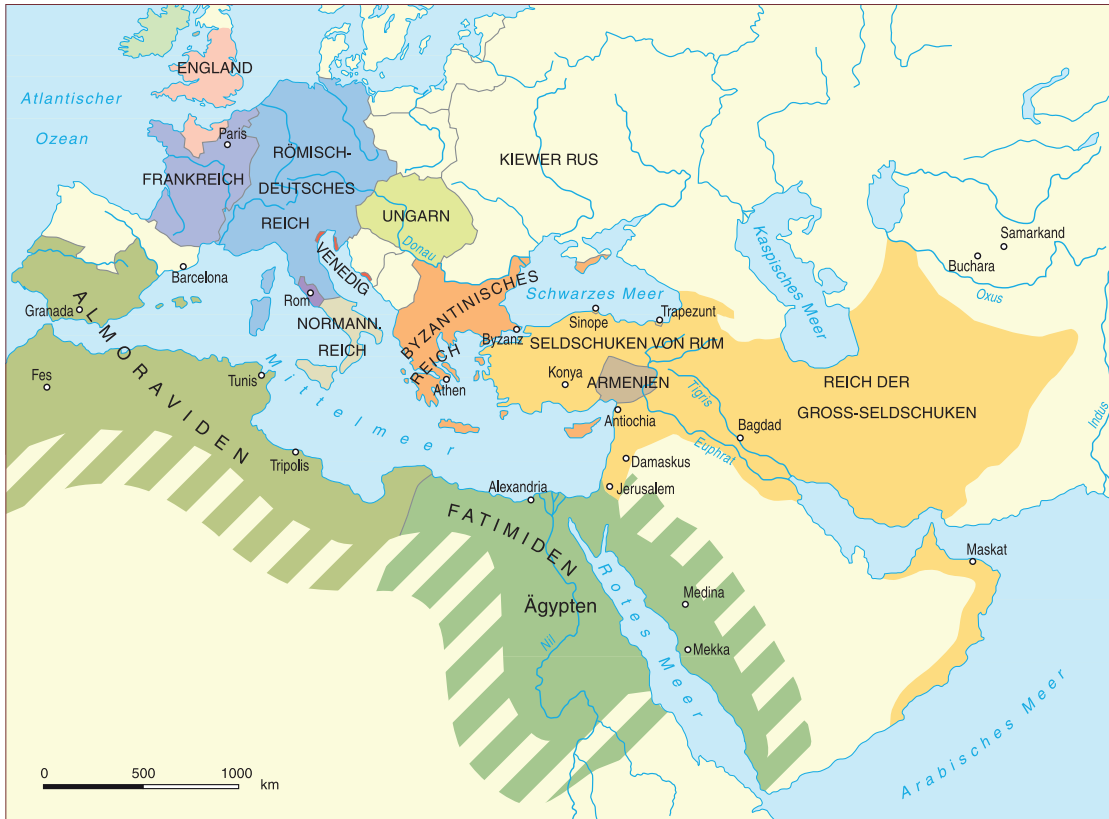 ENGLAND
Atlantischer
Ozean
Paris
RÖMISCH-
DEUTSCHES
REICH
FRANKREICH
KIEWER RUS
UNGARN
Donau
VENEDIG
Barcelona
Rom
NORMANN.
REICH
Granada
ALMORAVIDEN
Fes
Tunis
Tripolis
Mittelmeer
BYZANTINISCHES
REICH
Athen
Byzanz
Schwarzes Meer
Sinope
Trapezunt
SELDSCHUKEN VON RUM
Konya
ARMENIEN
Antiochia
Kaspisches Meer
Samarkand
Buchara
Oxus
REICH DER
GROSS-SELDSCHUKEN
Tigris
Bagdad
Euphrat
Indus
Damaskus
Jerusalem
Alexandria
FATIMIDEN
Ägypten
Nil
Rotes Meer
Medina
Mekka
Maskat
Arabisches Meer
0 500 1000
km